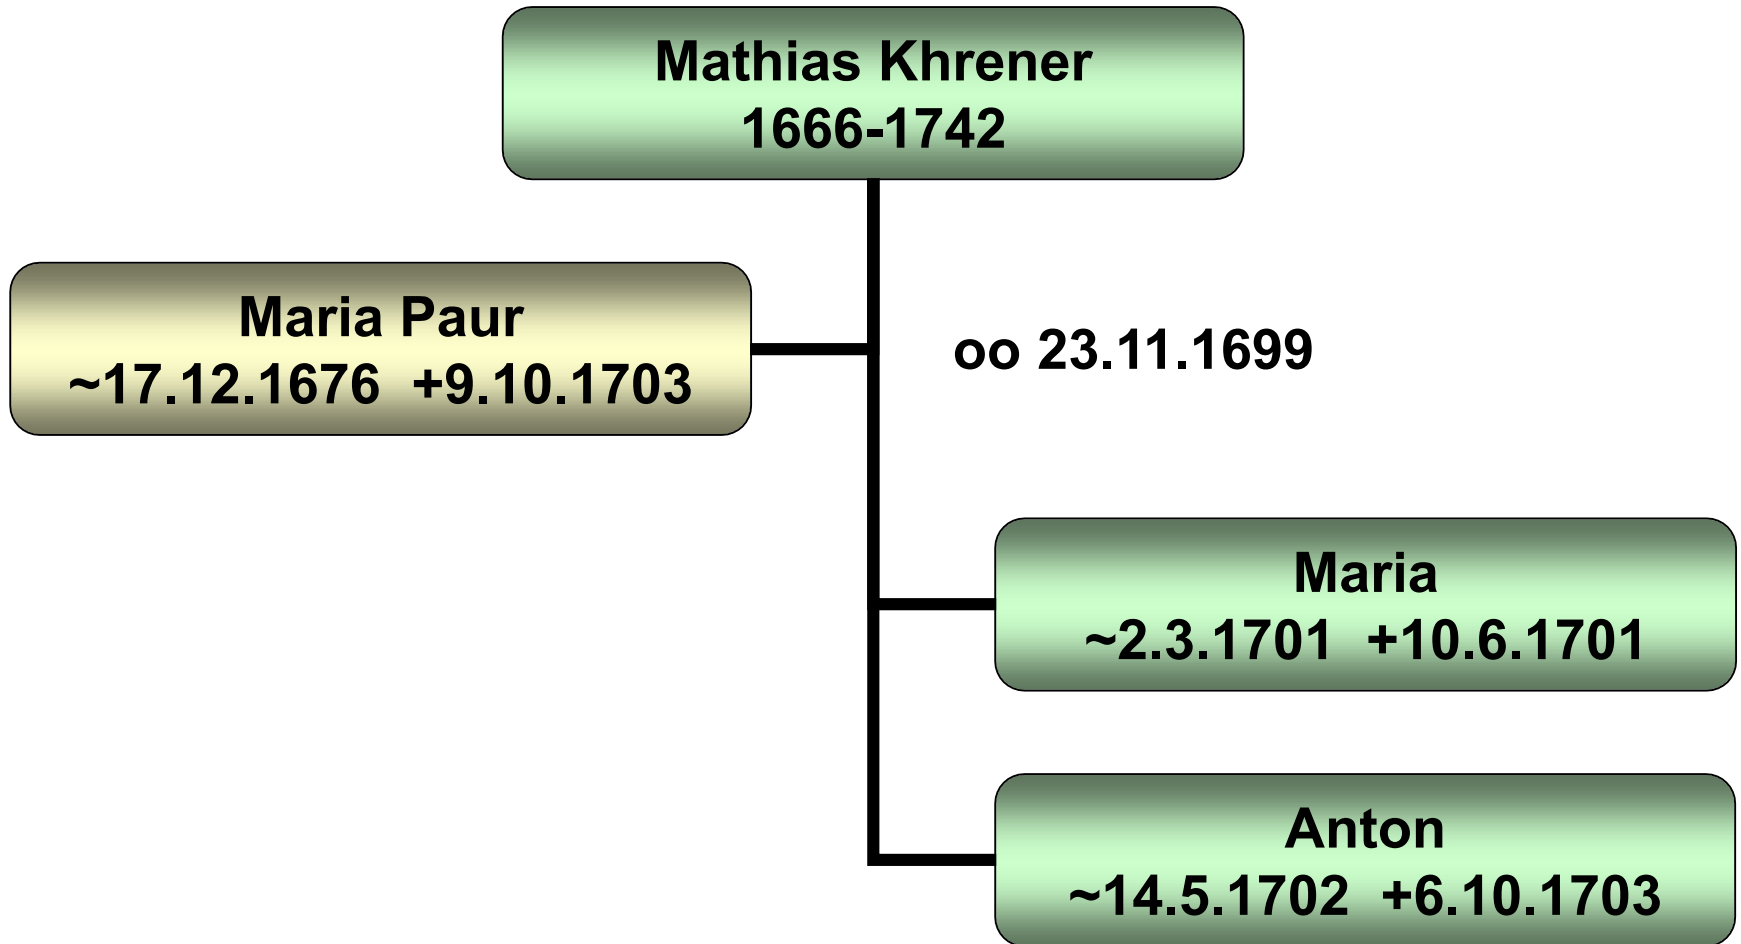 Mathias Khrener
1666-1742
Maria Paur
~17.12.1676 +9.10.1703
oo 23.11.1699
Maria
~2.3.1701 +10.6.1701
Anton
~14.5.1702 +6.10.1703